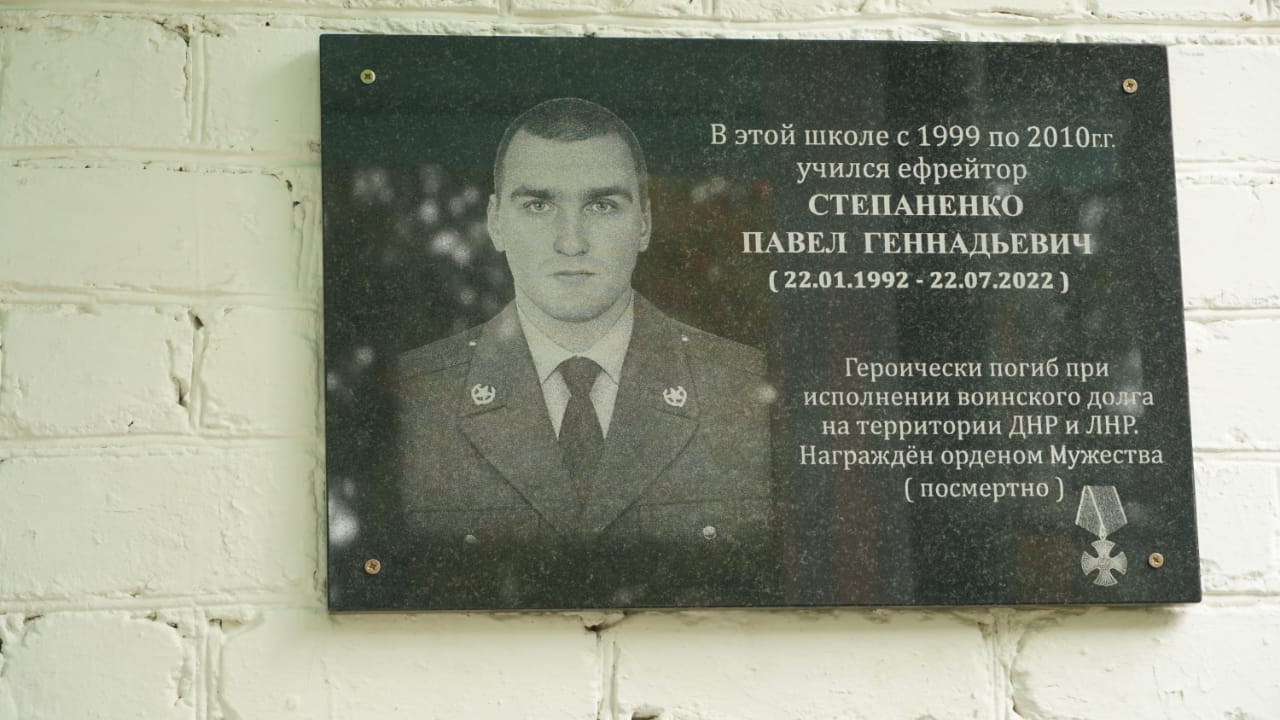 В этой школе с 1999 по 2010г.г.
учился ефрейтор
СТЕПАНЕНКО
ПАВЕЛ ГЕННАДЬЕВИЧ
( 22.01.1992 - 22.07.2022 )
Героически погиб при
исполнении воинского долга
на территории ДНР и ЛНР.
Награждён орденом Мужества
( посмертно )